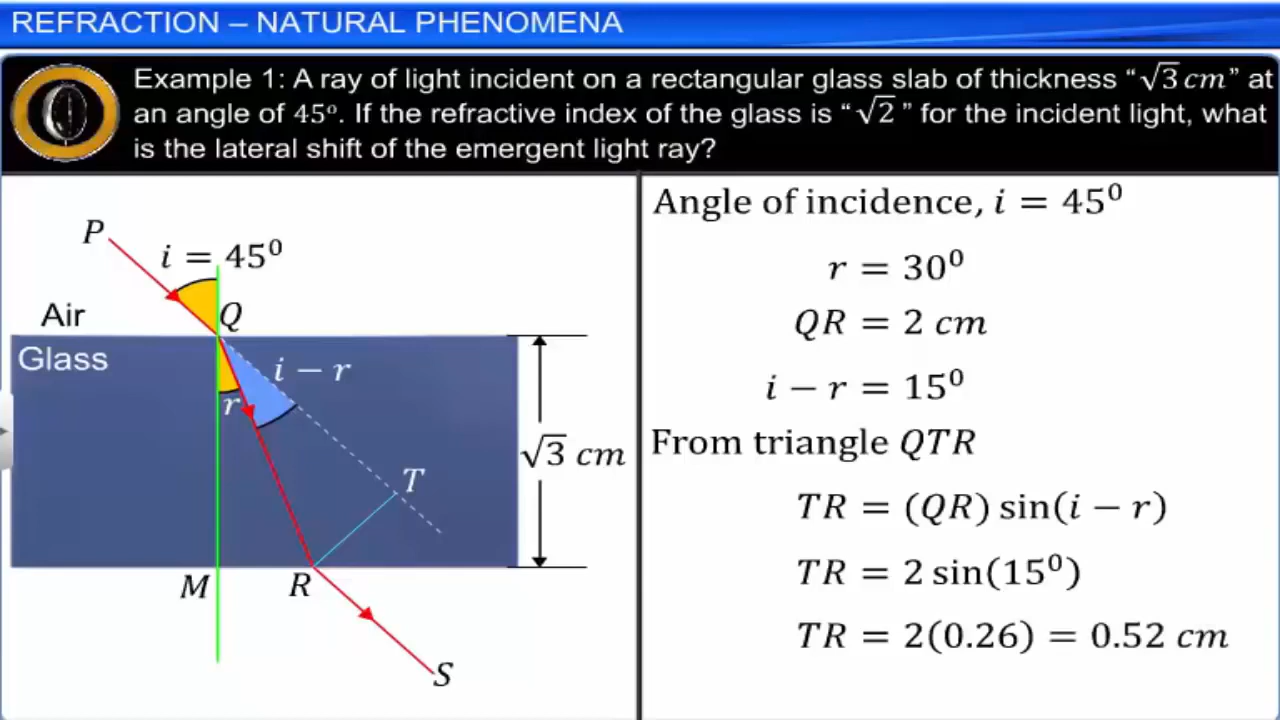 REFRACTION – NATURAL PHENOMENA
Example 1: A ray of light incident on a rectangular glass slab of thickness “√3 cm” at
an angle of 45°. If the refractive index of the glass is “√2” for the incident light, what
is the lateral shift of the emergent light ray?
P
i = 45⁰
Air
Q
Glass
i − r
r
√3 cm
T
M
R
S
Angle of incidence, i = 45⁰
r = 30⁰
QR = 2 cm
i − r = 15⁰
From triangle QTR
TR = (QR) sin(i − r)
TR = 2 sin(15⁰)
TR = 2(0.26) = 0.52 cm